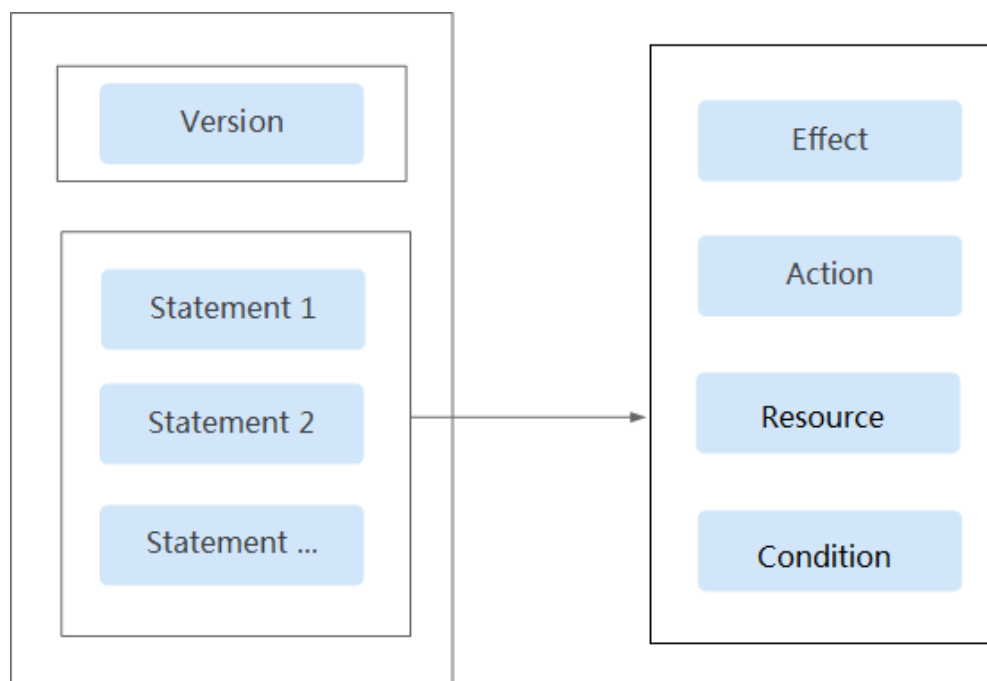 Version
Statement 1
Statement 2
Statement ...
Effect
Action
Resource
Condition